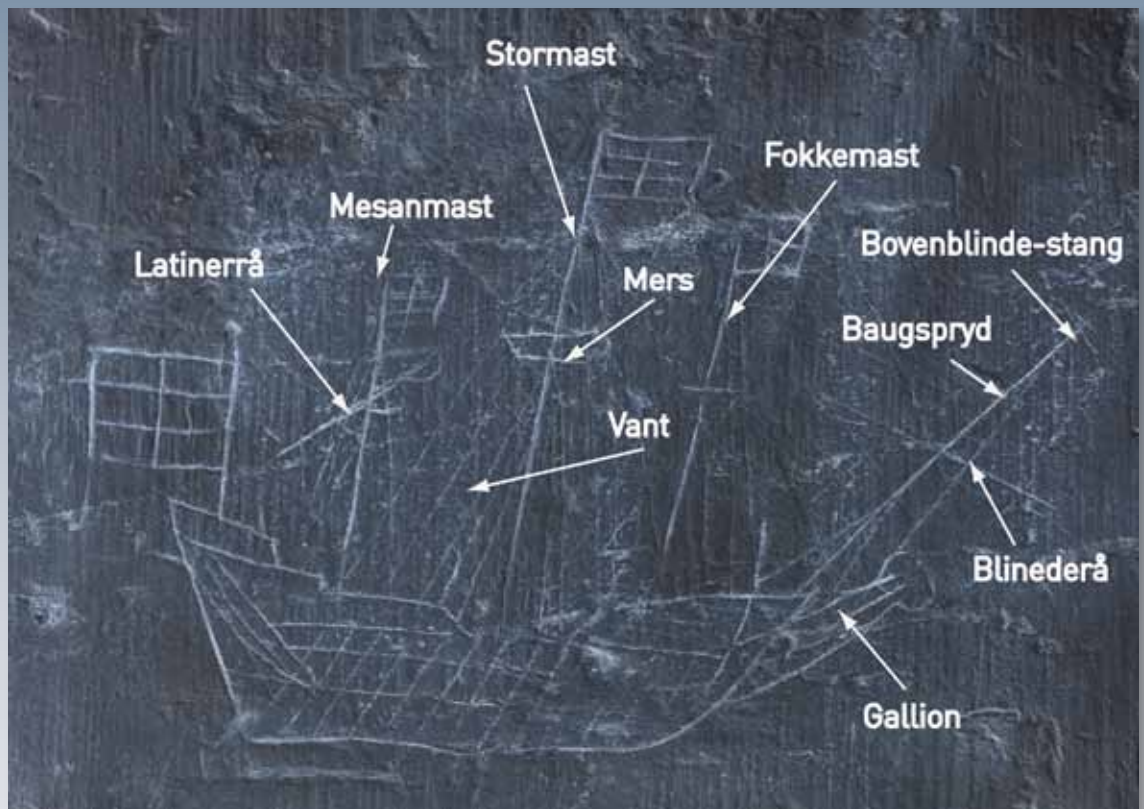 Stormast
Fokkemast
Mesanmast
Bovenblinde-stang
Latinerrå
Mers
Baugspryd
Vant
Blinederå
Gallion